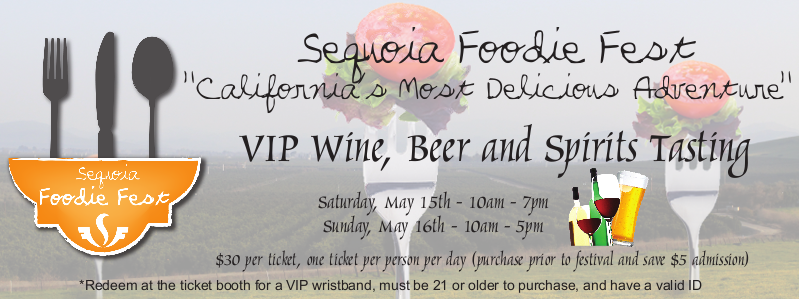 Sequoia Foodie Fest
"California's Most Delicious Adventure"
VIP Wine, Beer and Spirits Tasting
Sequoia
Foodie Fest
Saturday, May 15th - 10am - 7pm
Sunday, May 16th - 10am - 5pm
$30 per ticket, one ticket per person per day (purchase prior to festival and save $5 admission)
*Redeem at the ticket booth for a VIP wristband, must be 21 or older to purchase, and have a valid ID